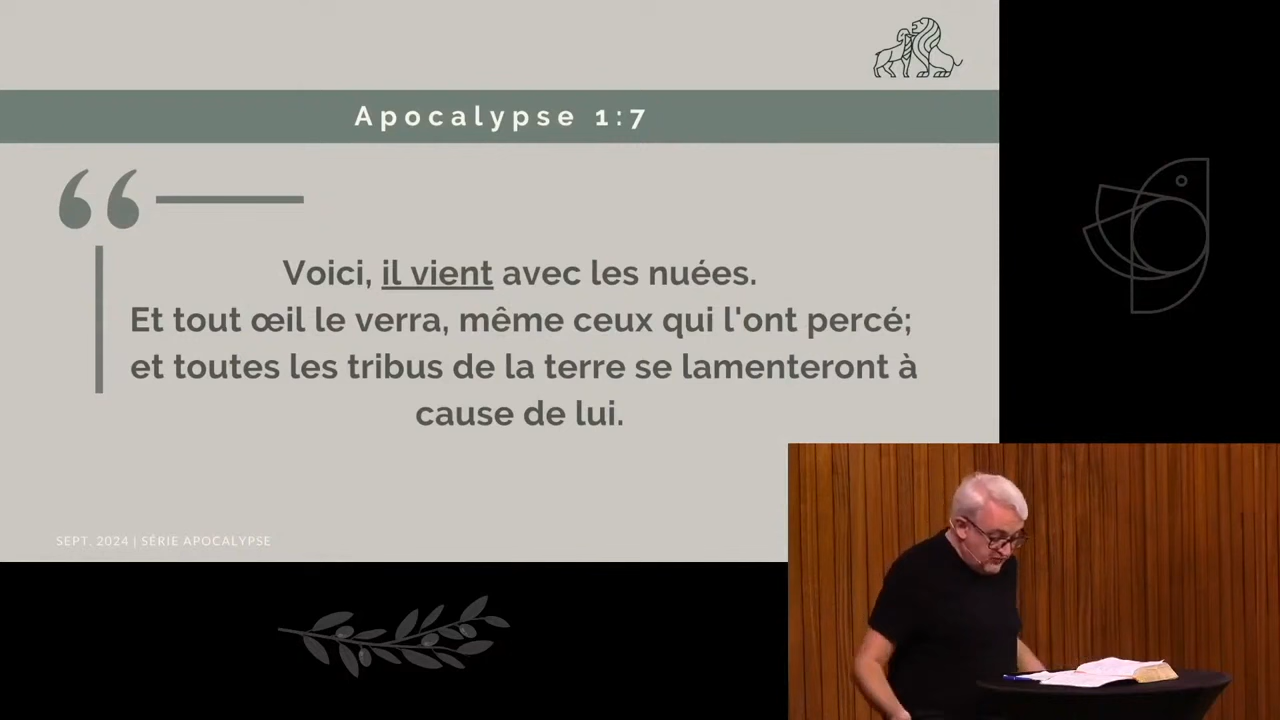 Apocalypse 1:7
Voici, il vient avec les nuées.
Et tout œil le verra, même ceux qui l'ont percé;
et toutes les tribus de la terre se lamenteront à
cause de lui.
SEPT. 2024 | SÉRIE APOCALYPSE